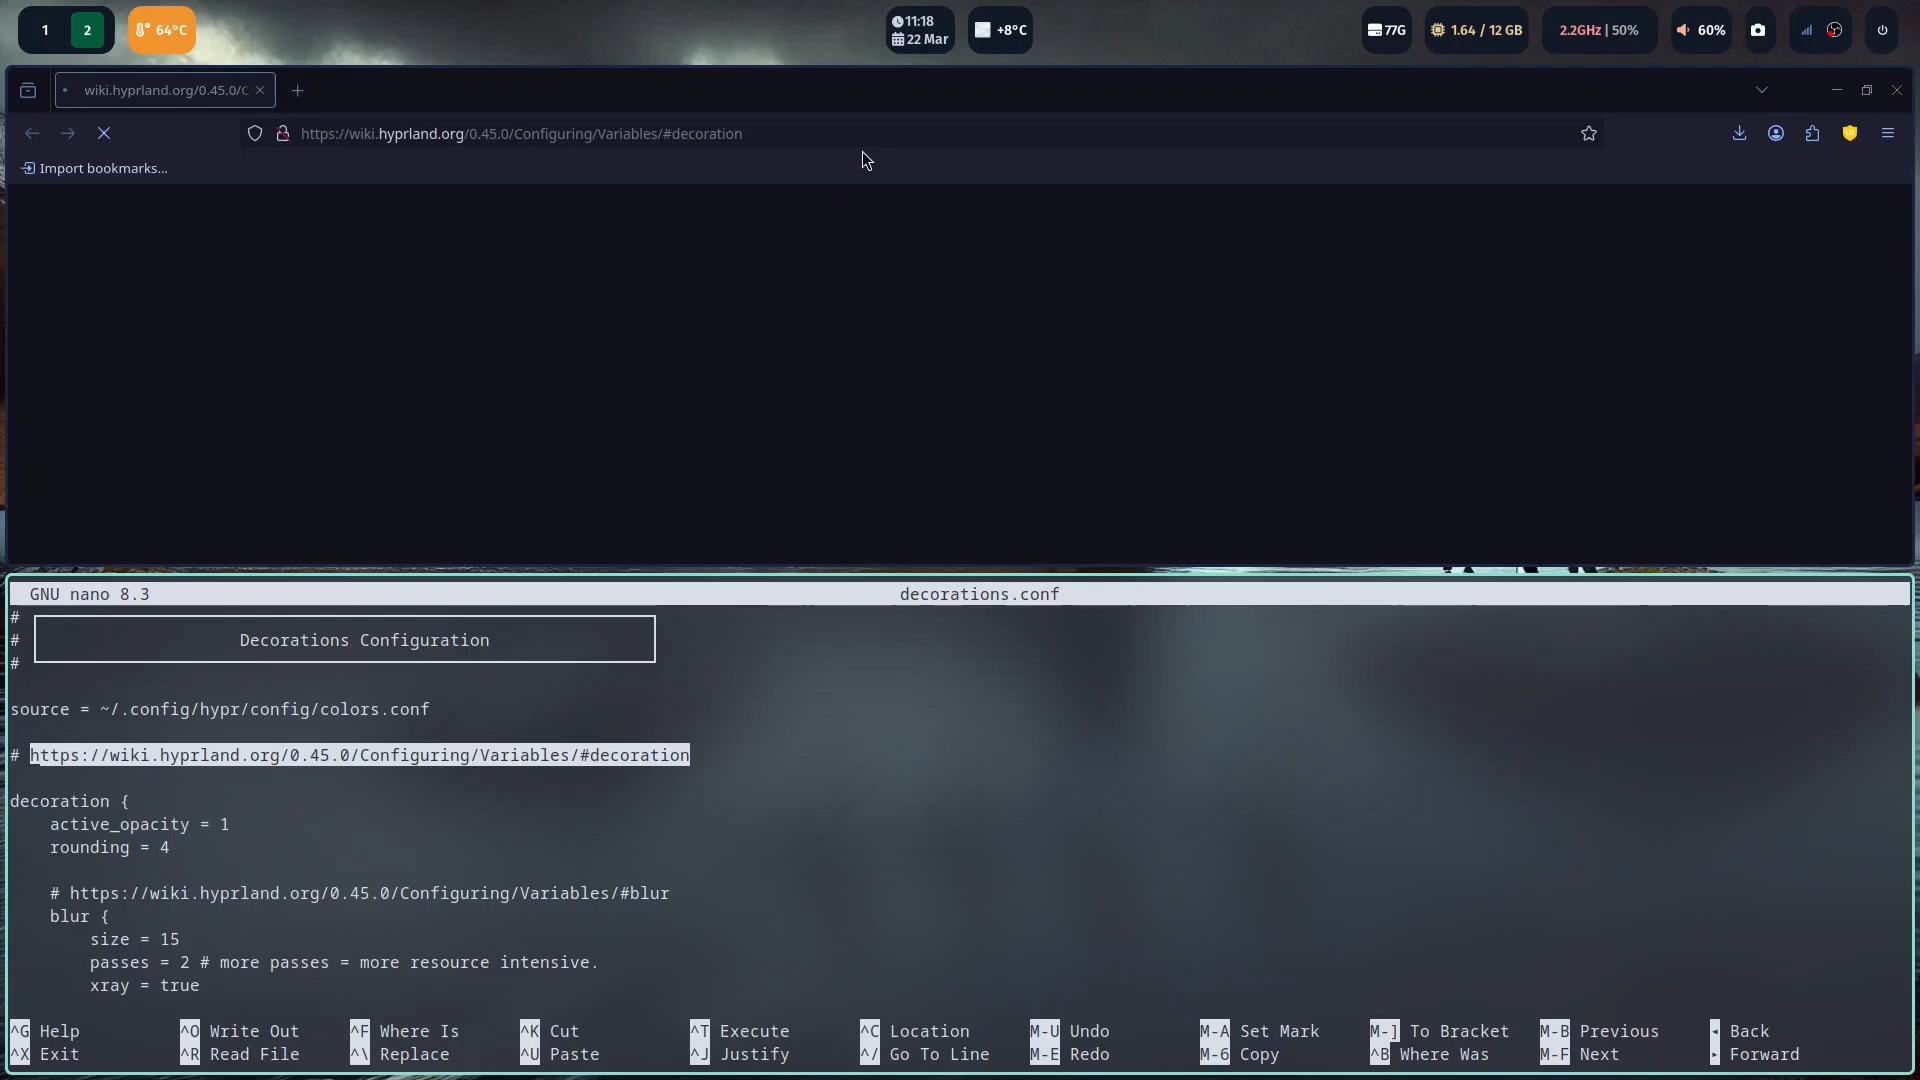 1 2 64°C 11:18 +8°C 77G 1.64 / 12 GB 2.2GHz | 50% 60%
22 Mar
wiki.hyprland.org/0.45.0/C
https://wiki.hyprland.org/0.45.0/Configuring/Variables/#decoration
Import bookmarks...
GNU nano 8.3 decorations.conf
#
# Decorations Configuration
#
source = ~/.config/hypr/config/colors.conf
# https://wiki.hyprland.org/0.45.0/Configuring/Variables/#decoration
decoration {
active_opacity = 1
rounding = 4
# https://wiki.hyprland.org/0.45.0/Configuring/Variables/#blur
blur {
size = 15
passes = 2 # more passes = more resource intensive.
xray = true
^G Help ^O Write Out ^F Where Is ^K Cut ^T Execute ^C Location M-U Undo M-A Set Mark M-] To Bracket M-B Previous ◂ Back
^X Exit ^R Read File ^\ Replace ^U Paste ^J Justify ^/ Go To Line M-E Redo M-6 Copy ^B Where Was M-F Next ▸ Forward